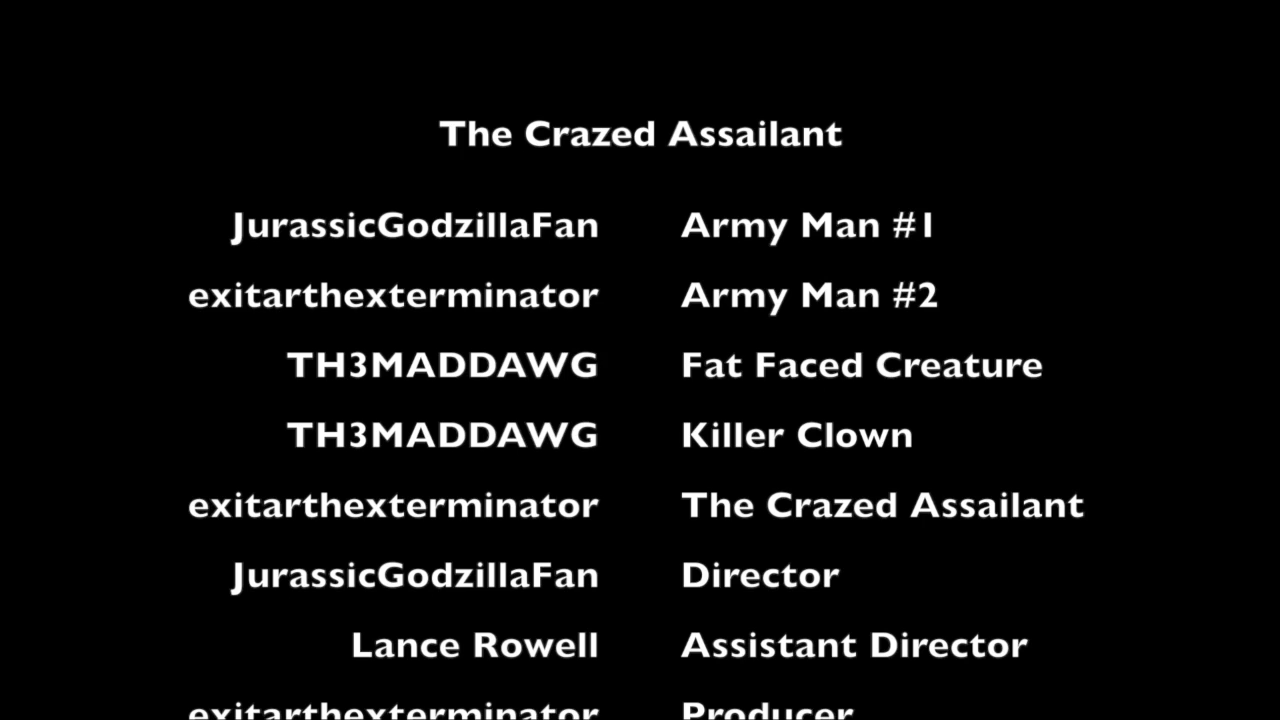 The Crazed Assailant
JurassicGodzillaFan Army Man #1
exitarthexterminator Army Man #2
TH3MADDAWG Fat Faced Creature
TH3MADDAWG Killer Clown
exitarthexterminator The Crazed Assailant
JurassicGodzillaFan Director
Lance Rowell Assistant Director
exitarthexterminator Producer